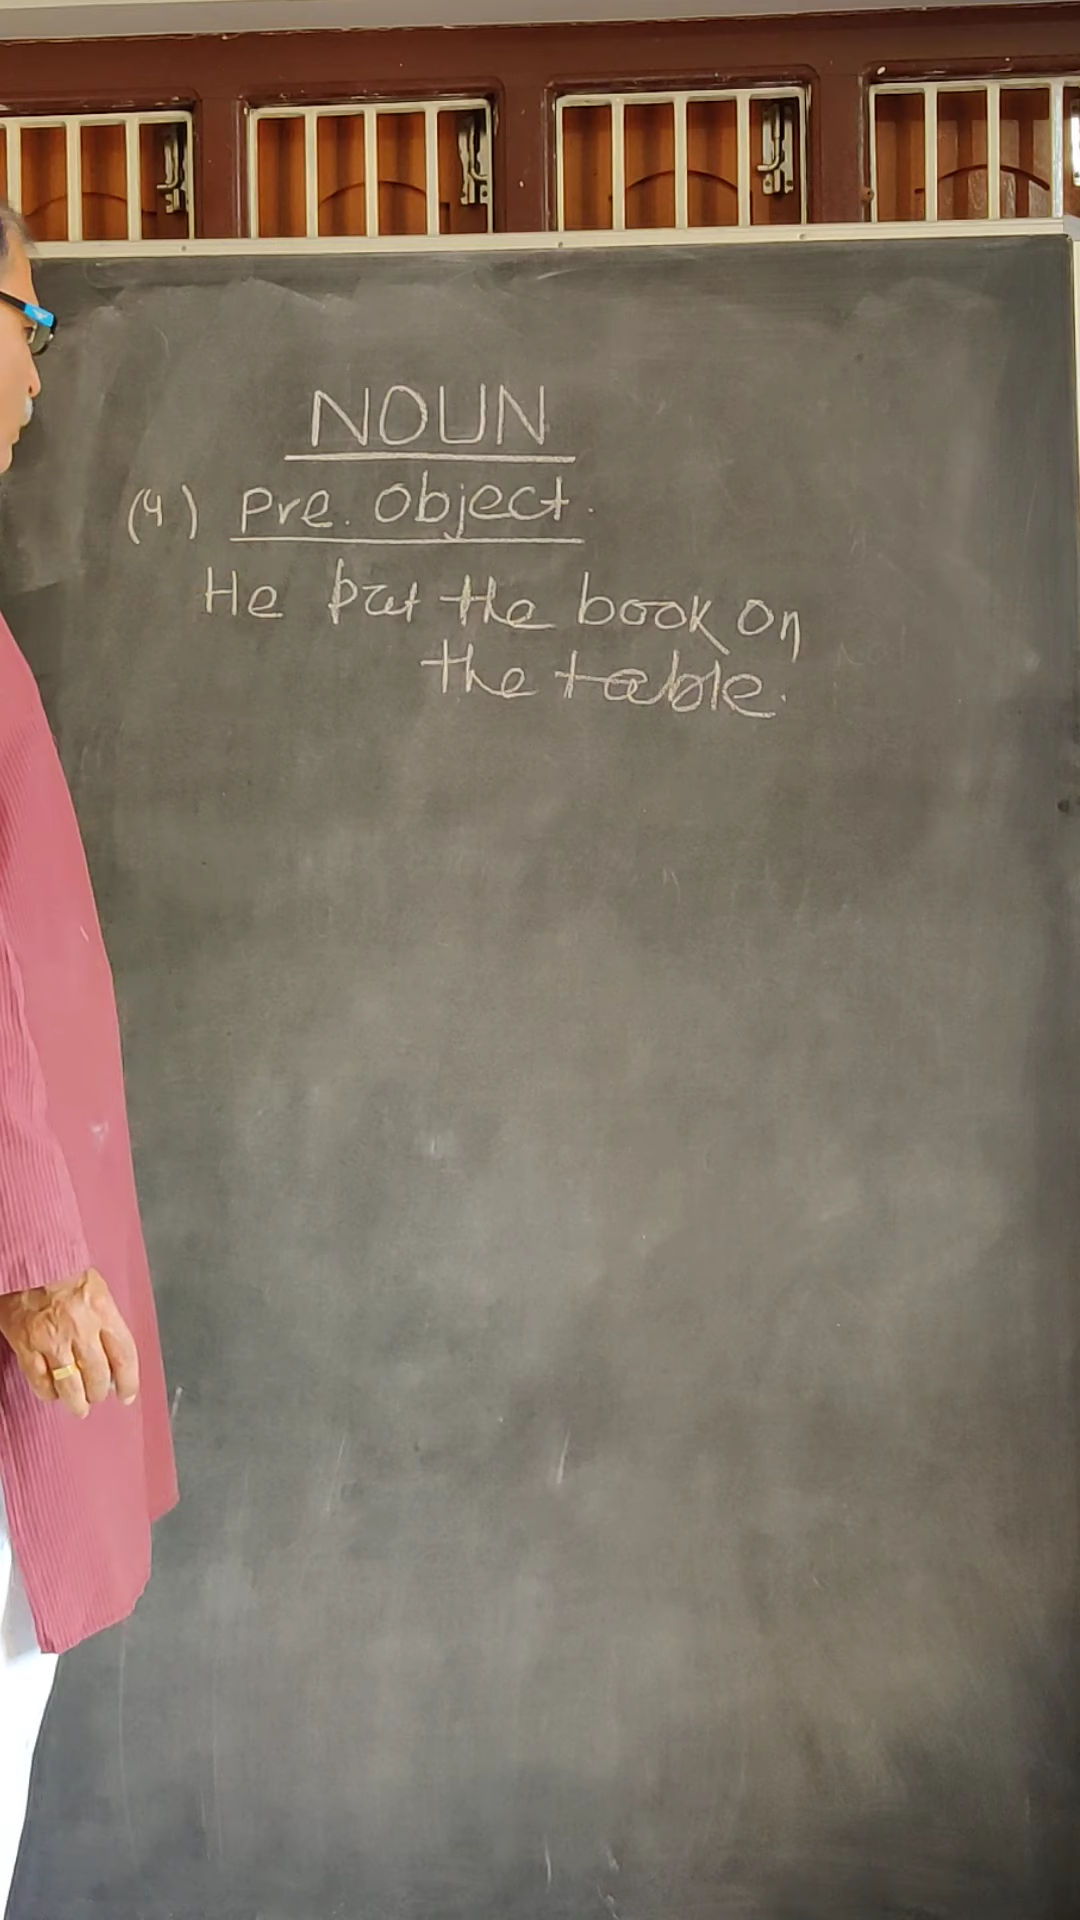 NOUN
(4) Pre. Object.
He put the book on
the table.